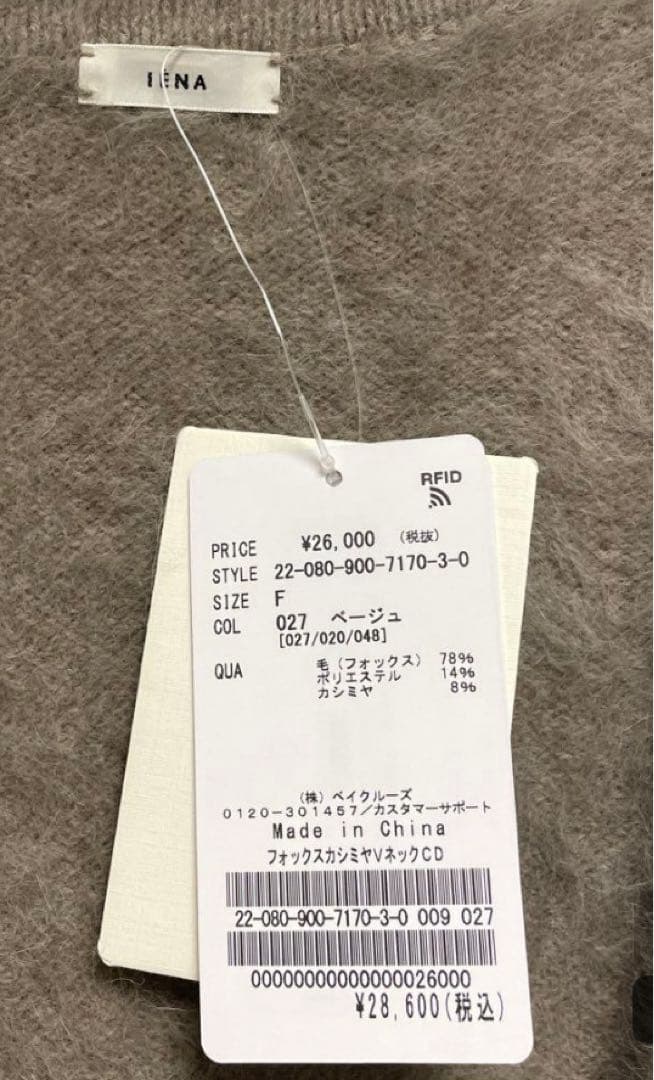 IENA
RFID
PRICE ¥26,000 (税抜)
STYLE 22-080-900-7170-3-0
SIZE F
COL 027 ベージュ
[027/020/048]
QUA 毛(フォックス) 78%
ポリエステル 14%
カシミヤ 8%
(株)ベイクルーズ
0120-301457/カスタマーサポート
Made in China
フォックスカシミヤVネックCD
22-080-900-7170-3-0 009 027
00000000000000026000
¥28,600(税込)